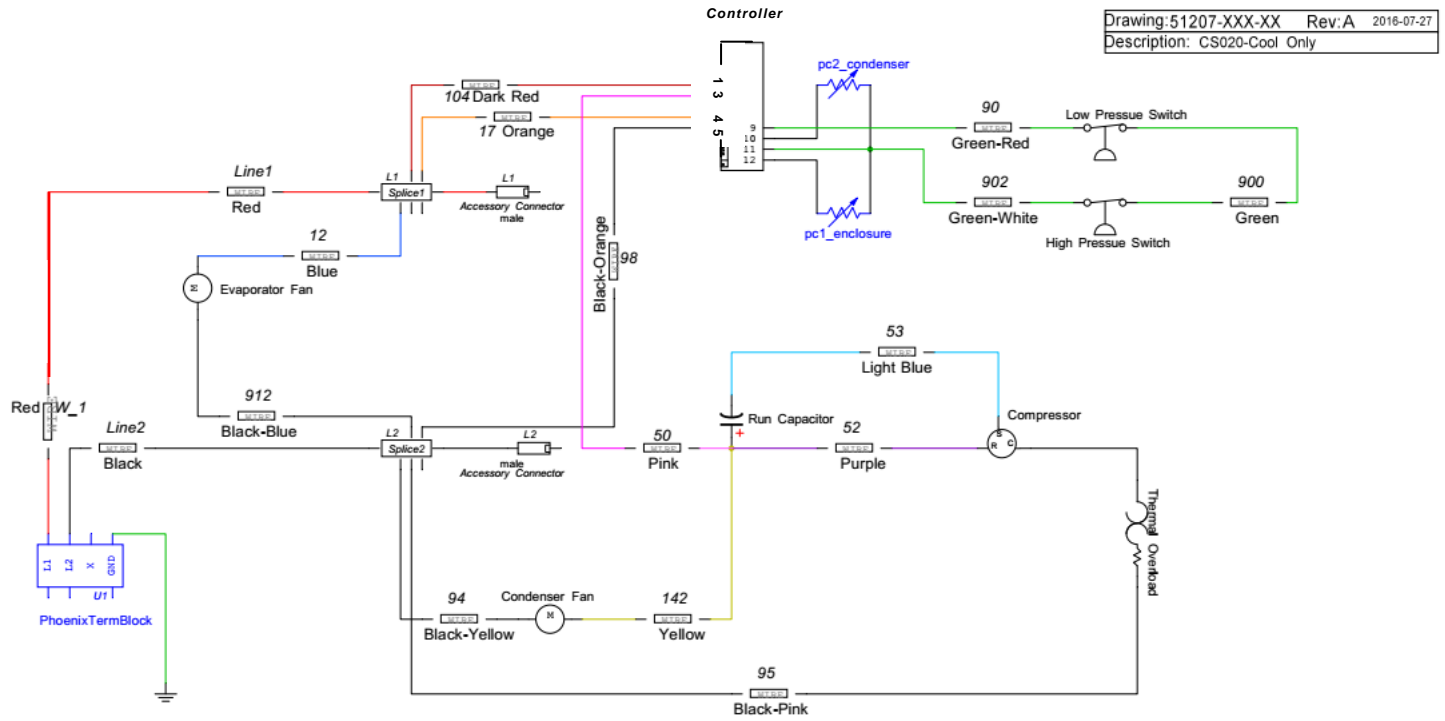 Controller
Drawing:51207-XXX-XX Rev:A 2016-07-27
Description: CS020-Cool Only
pc2_condenser
104 Dark Red
17 Orange
1
3
4
5
9
10
11
12
90
Green-Red
Low Pressue Switch
902
Green-White
900
Green
High Pressue Switch
pc1_enclosure
Line1
Red
L1
Splice1
L1
Accessory Connector
male
12
Blue
M
Evaporator Fan
Black-Orange
98
53
Light Blue
Red
W_1
912
Black-Blue
Line2
Black
L2
Splice2
L2
male
Accessory Connector
50
Pink
Run Capacitor
+
52
Purple
Compressor
S
R
C
Thermal Overload
L1
L2
X
GND
U1
PhoenixTermBlock
94
Black-Yellow
Condenser Fan
M
142
Yellow
95
Black-Pink